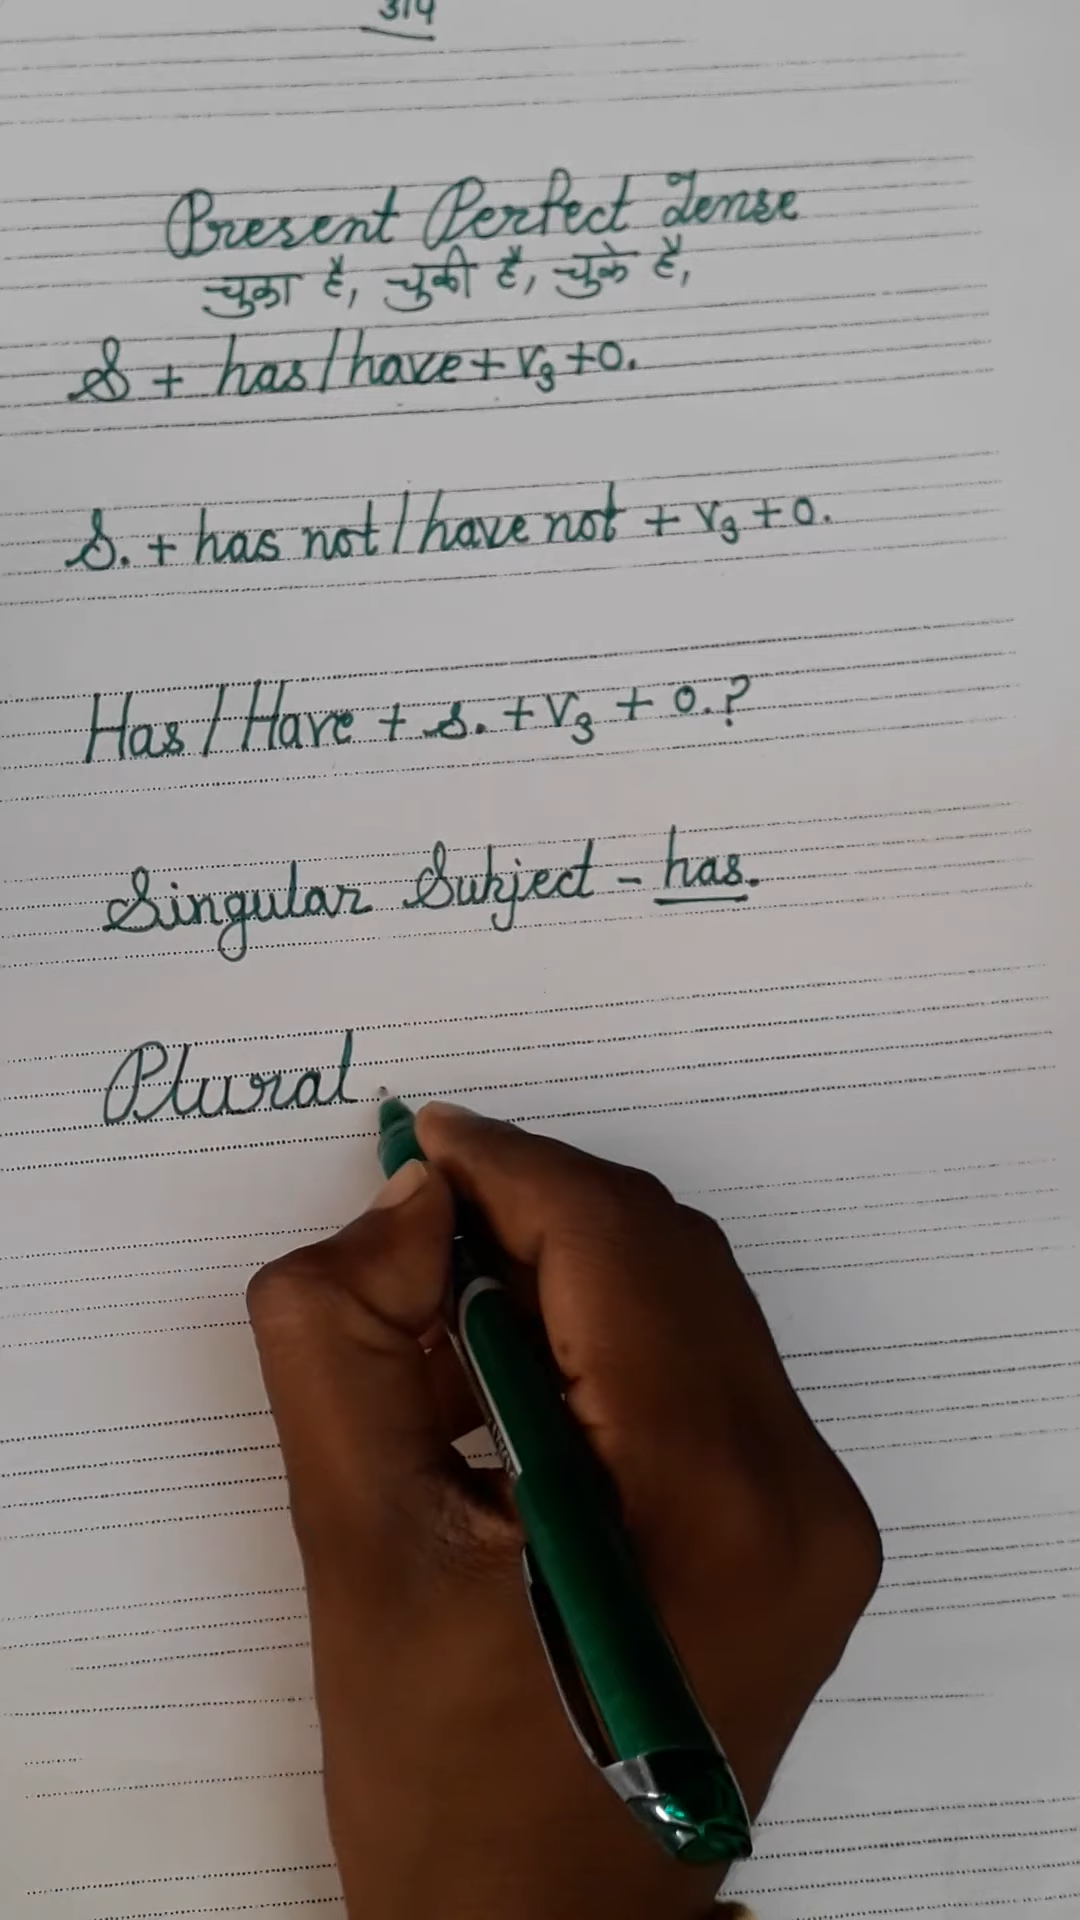 Present Perfect Tense
चुका है, चुकी है, चुके है,
S + has/have + V3 + O.
S. + has not/have not + V3 + O.
Has/Have + s. + V3 + O.?
Singular Subject - has.
Plural